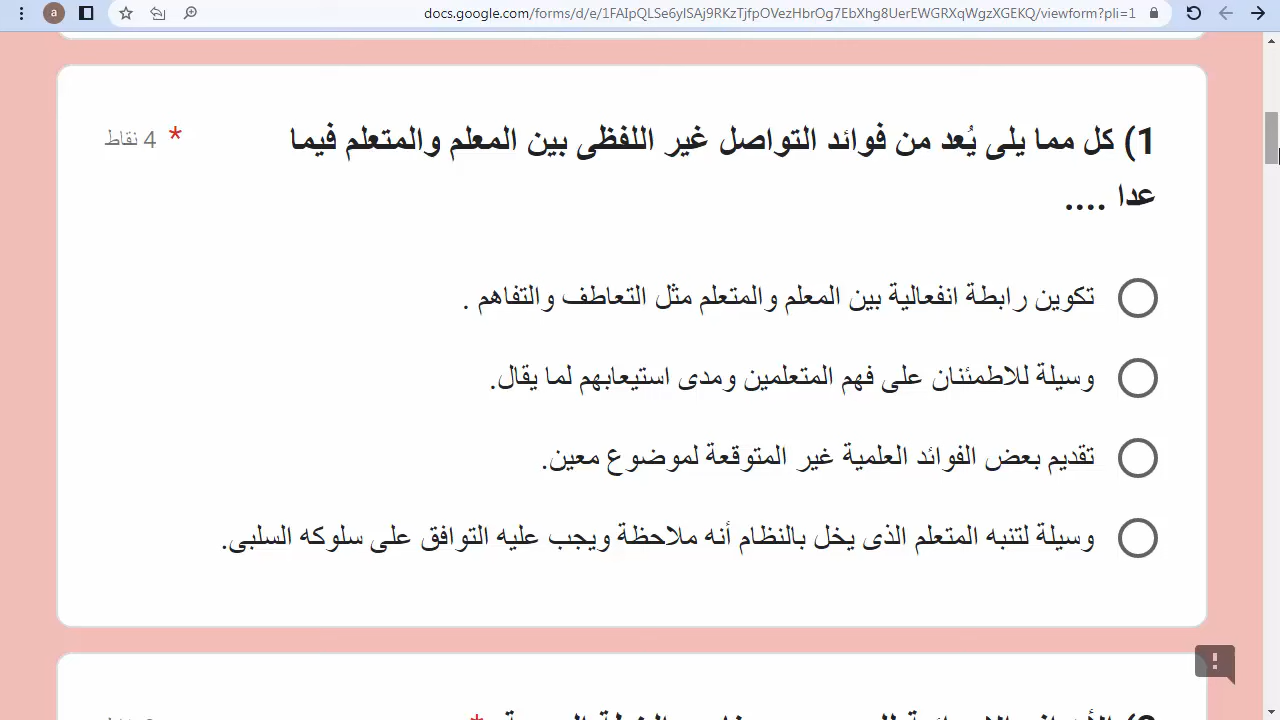 docs.google.com/forms/d/e/1FAIpQLSe6yISAj9RKzTjfpOVezHbrOg7EbXhg8UerEWGRXqWgzXGEKQ/viewform?pli=1
a
1) كل مما يلى يُعد من فوائد التواصل غير اللفظى بين المعلم والمتعلم فيما
* 4 نقاط
عدا ....
تكوين رابطة انفعالية بين المعلم والمتعلم مثل التعاطف والتفاهم .
وسيلة للاطمئنان على فهم المتعلمين ومدى استيعابهم لما يقال.
تقديم بعض الفوائد العلمية غير المتوقعة لموضوع معين.
وسيلة لتنبه المتعلم الذى يخل بالنظام أنه ملاحظة ويجب عليه التوافق على سلوكه السلبى.